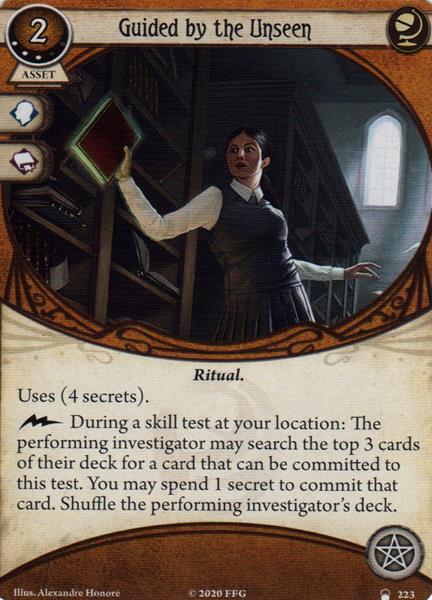 2
Guided by the Unseen
ASSET
Ritual.
Uses (4 secrets).
During a skill test at your location: The
performing investigator may search the top 3 cards
of their deck for a card that can be committed to
this test. You may spend 1 secret to commit that
card. Shuffle the performing investigator's deck.
Illus. Alexandre Honoré
© 2020 FFG
223